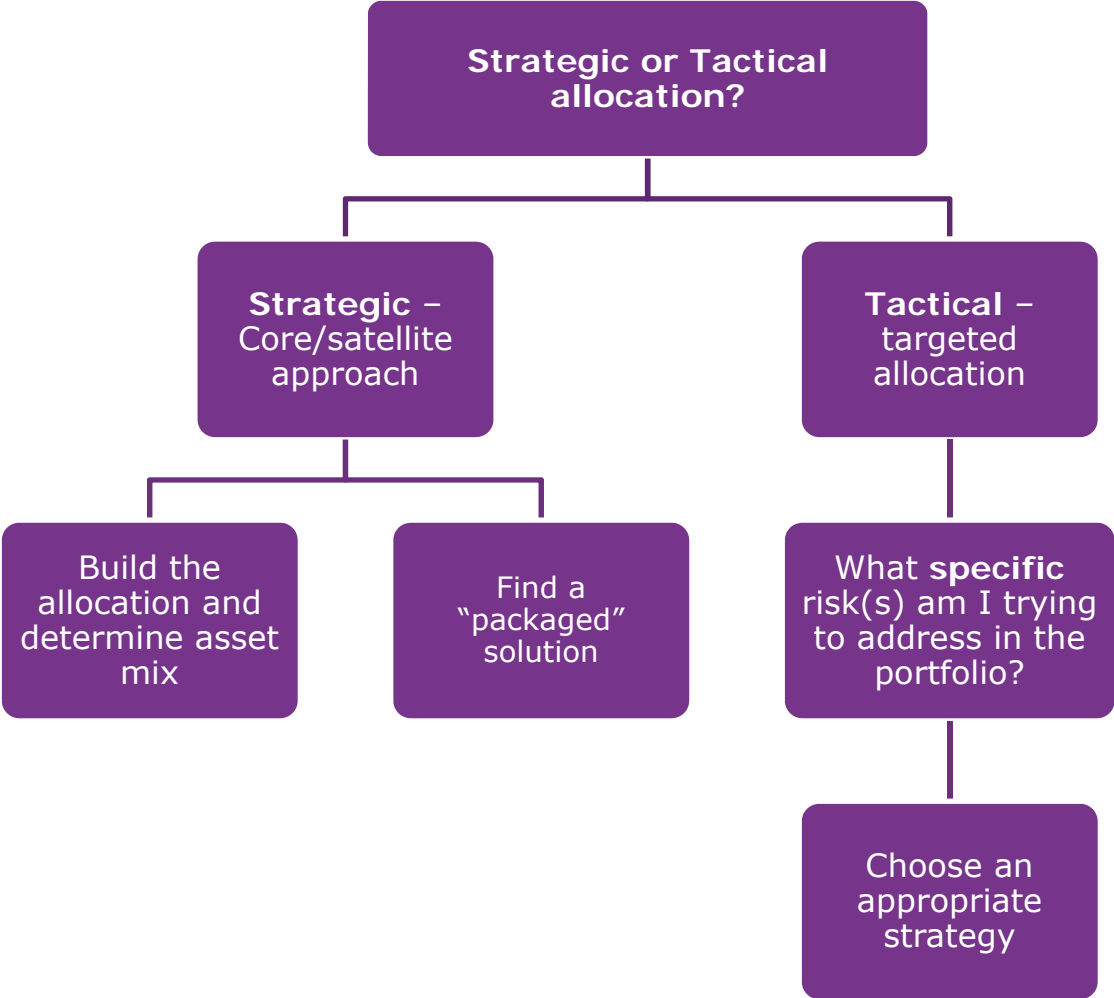 Strategic or Tactical
allocation?
Strategic –
Core/satellite
approach
Tactical –
targeted
allocation
Build the
allocation and
determine asset
mix
Find a
“packaged”
solution
What specific
risk(s) am I trying
to address in the
portfolio?
Choose an
appropriate
strategy